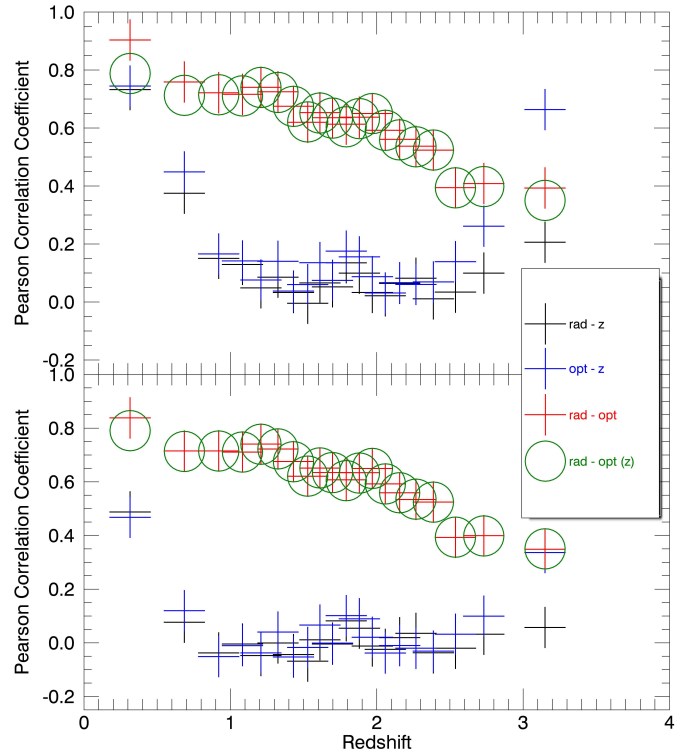 1.0
0.8
0.6
0.4
0.2
0.0
-0.2
Pearson Correlation Coefficient
rad - z
opt - z
rad - opt
rad - opt (z)
1.0
0.8
0.6
0.4
0.2
0.0
-0.2
Pearson Correlation Coefficient
0 1 2 3 4
Redshift